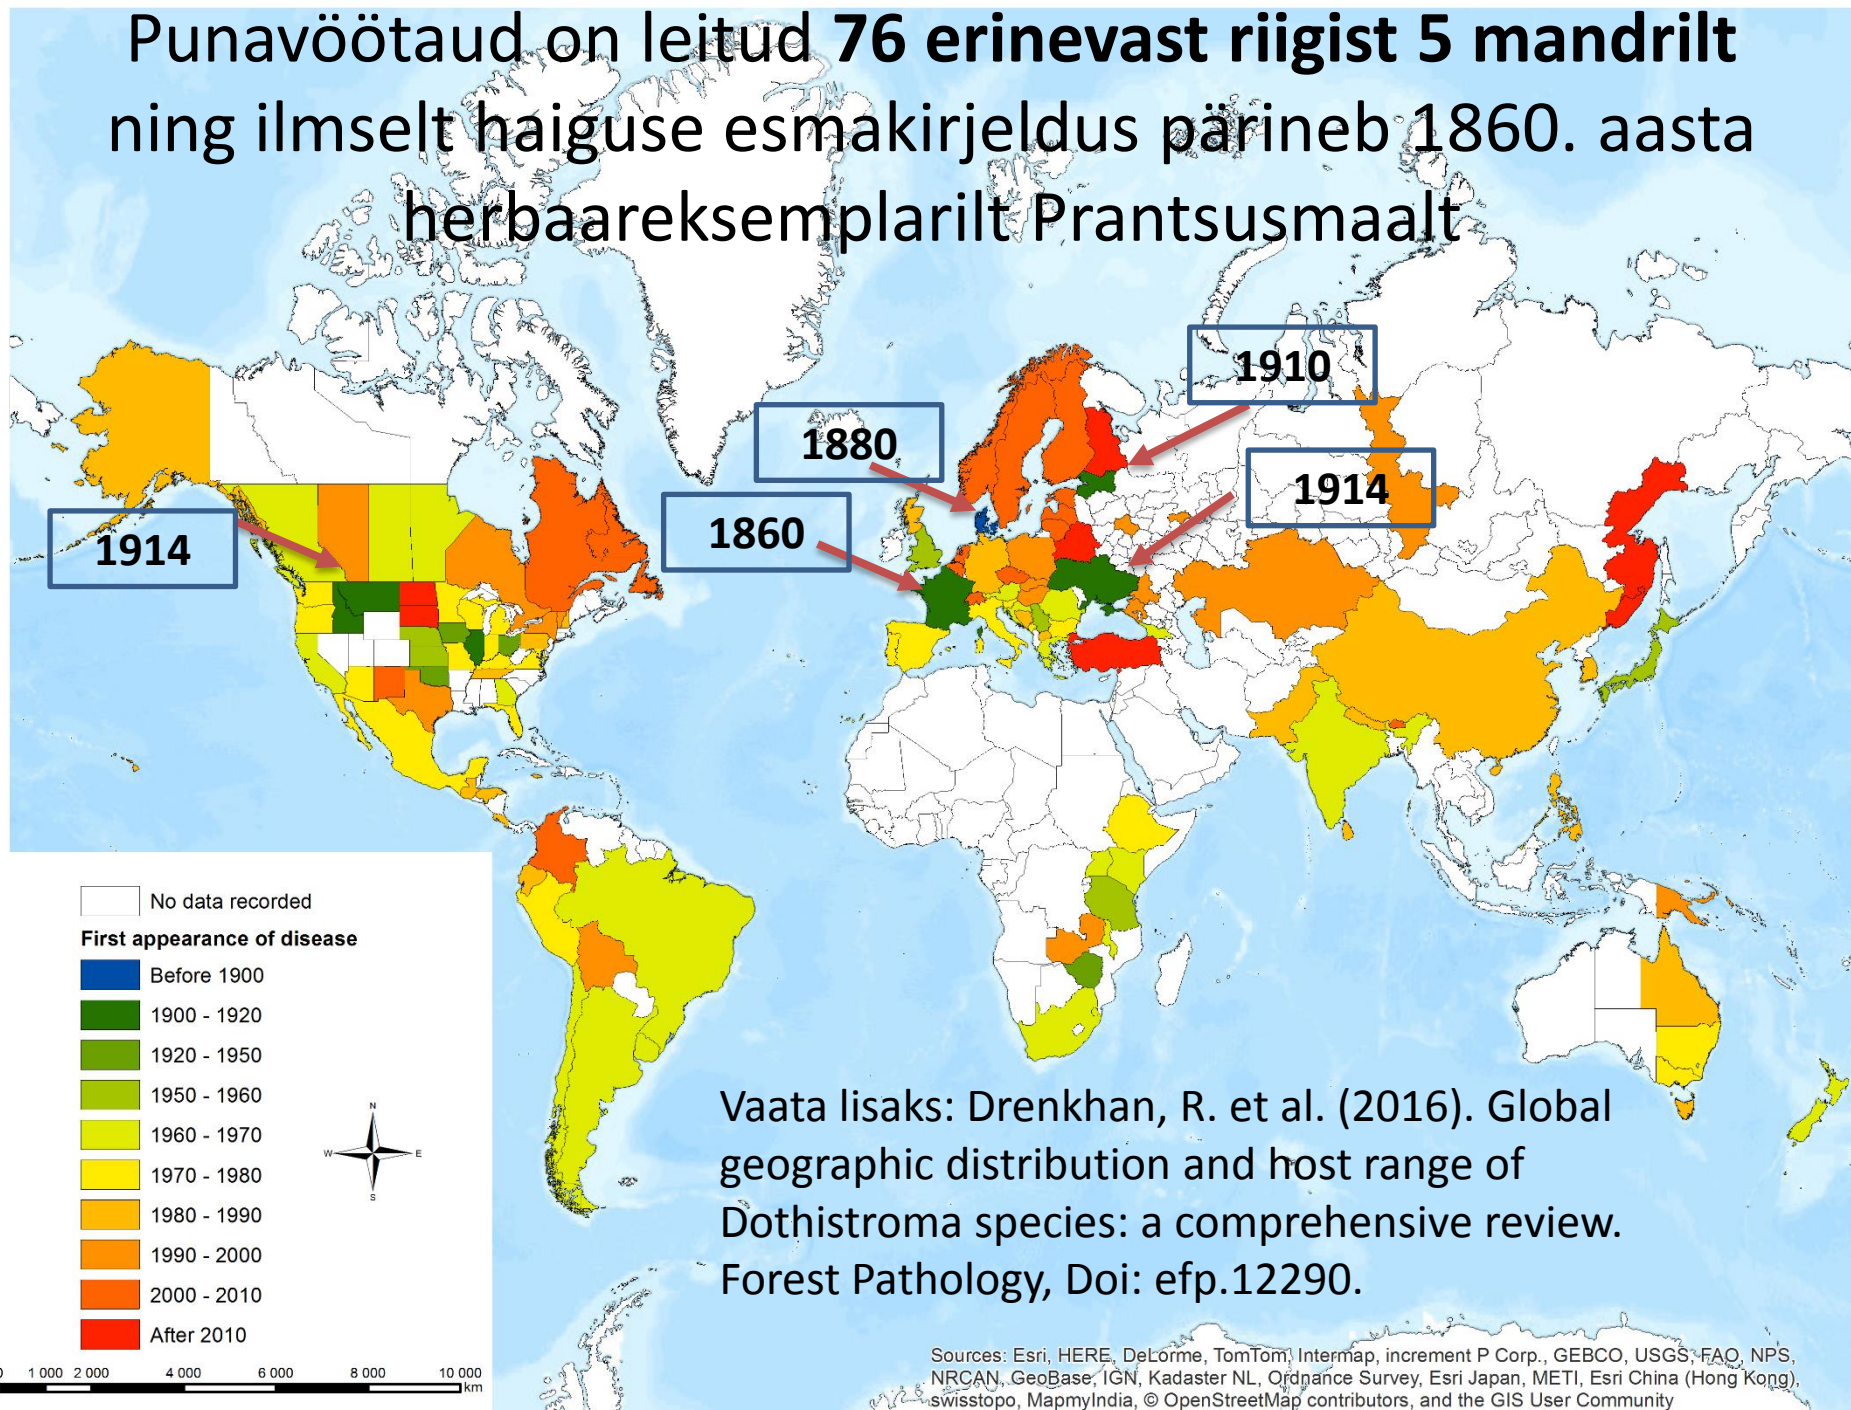 Punavöötaud on leitud 76 erinevast riigist 5 mandrilt
ning ilmselt haiguse esmakirjeldus pärineb 1860. aasta
herbaareksemplarilt Prantsusmaalt
1910
1880
1914
1860
1914
No data recorded
First appearance of disease
Before 1900
1900 - 1920
1920 - 1950
1950 - 1960
1960 - 1970
1970 - 1980
1980 - 1990
1990 - 2000
2000 - 2010
After 2010
N
W E
S
0 1 000 2 000 4 000 6 000 8 000 10 000
km
Vaata lisaks: Drenkhan, R. et al. (2016). Global
geographic distribution and host range of
Dothistroma species: a comprehensive review.
Forest Pathology, Doi: efp.12290.
Sources: Esri, HERE, DeLorme, TomTom, Intermap, increment P Corp., GEBCO, USGS, FAO, NPS,
NRCAN, GeoBase, IGN, Kadaster NL, Ordnance Survey, Esri Japan, METI, Esri China (Hong Kong),
swisstopo, MapmyIndia, © OpenStreetMap contributors, and the GIS User Community